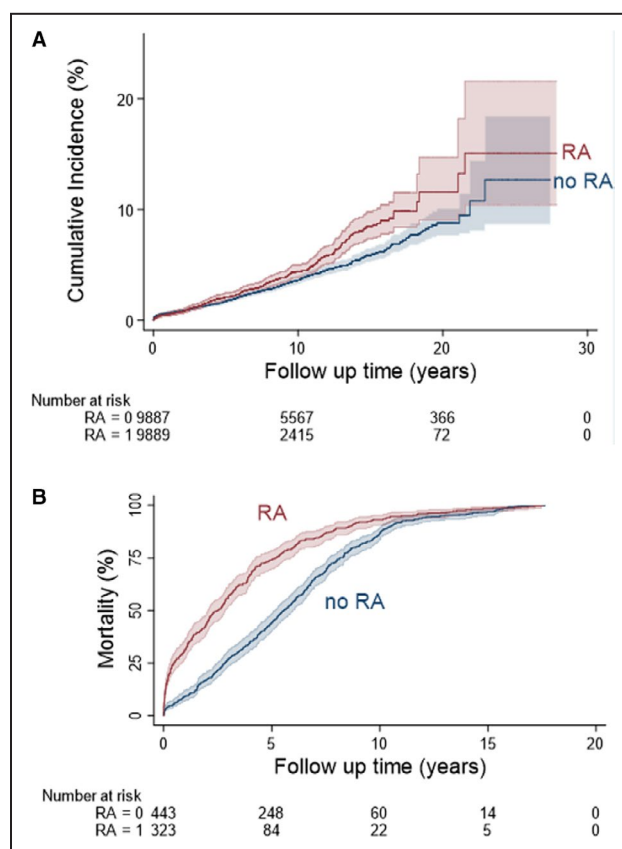 A
Cumulative Incidence (%)
20
10
0
RA
no RA
0 10 20 30
Follow up time (years)
Number at risk
RA = 0 9887 5567 366 0
RA = 1 9889 2415 72 0
B
Mortality (%)
100
75
50
25
0
RA
no RA
0 5 10 15 20
Follow up time (years)
Number at risk
RA = 0 443 248 60 14 0
RA = 1 323 84 22 5 0